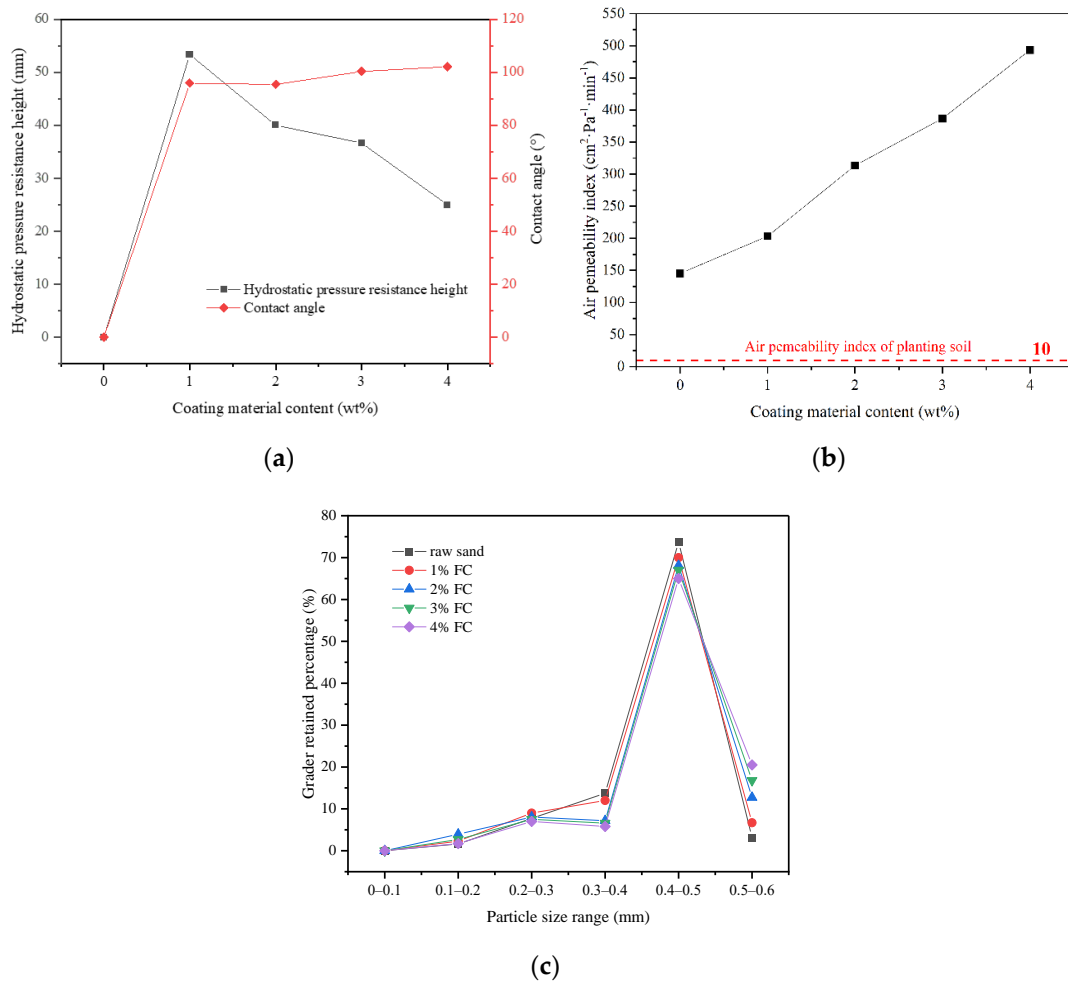 60
50
40
30
20
10
0
Hydrostatic pressure resistance height (mm)
120
100
80
60
40
20
0
Contact angle (°)
Hydrostatic pressure resistance height
Contact angle
0 1 2 3 4
Coating material content (wt%)
(a)
550
500
450
400
350
300
250
200
150
100
50
0
Air pemeability index (cm²·Pa⁻¹·min⁻¹)
Air pemeability index of planting soil 10
0 1 2 3 4
Coating material content (wt%)
(b)
80
70
60
50
40
30
20
10
0
Grader retained percentage (%)
raw sand
1% FC
2% FC
3% FC
4% FC
0–0.1 0.1–0.2 0.2–0.3 0.3–0.4 0.4–0.5 0.5–0.6
Particle size range (mm)
(c)